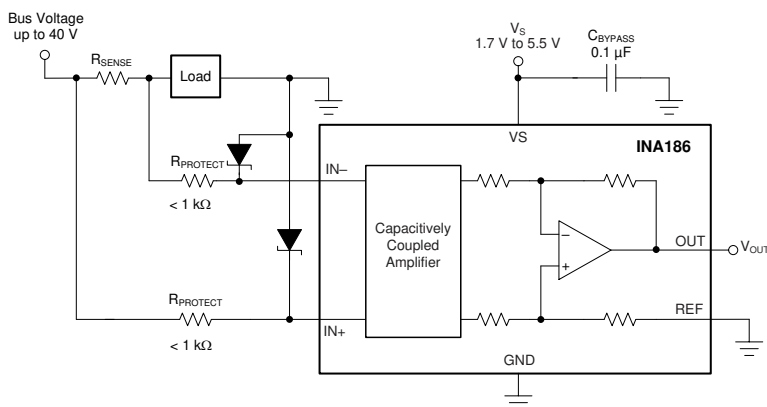 Bus Voltage
up to 40 V
RSENSE
Load
VS
1.7 V to 5.5 V
CBYPASS
0.1 µF
VS
INA186
RPROTECT
< 1 kΩ
IN–
Capacitively
Coupled
Amplifier
–
+
OUT
VOUT
RPROTECT
< 1 kΩ
IN+
REF
GND